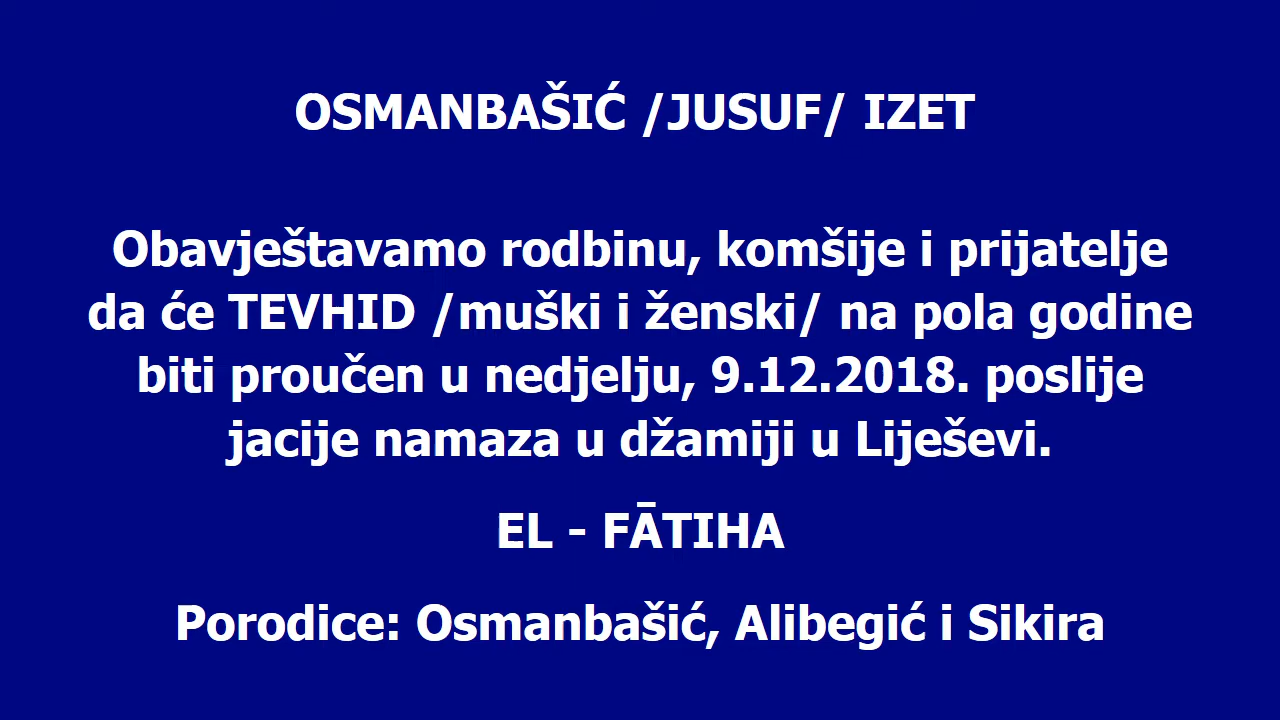 OSMANBAŠIĆ /JUSUF/ IZET
Obavještavamo rodbinu, komšije i prijatelje
da će TEVHID /muški i ženski/ na pola godine
biti proučen u nedjelju, 9.12.2018. poslije
jacije namaza u džamiji u Liješevi.
EL - FĀTIHA
Porodice: Osmanbašić, Alibegić i Sikira